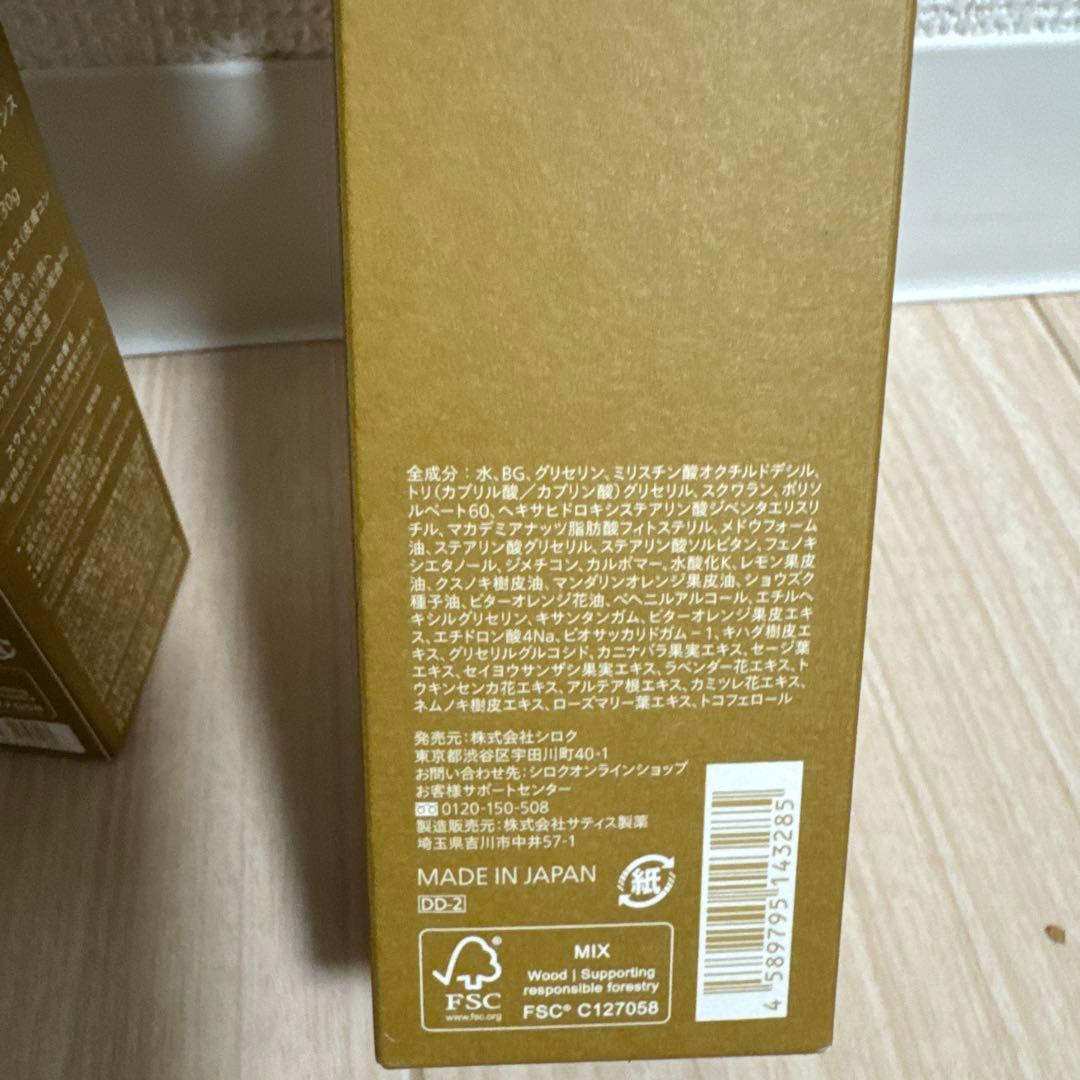 全成分：水、BG、グリセリン、ミリスチン酸オクチルドデシル、
トリ（カプリル酸／カプリン酸）グリセリル、スクワラン、ポリソ
ルベート60、ヘキサヒドロキシステアリン酸ジペンタエリスリ
チル、マカデミアナッツ脂肪酸フィトステリル、メドウフォーム
油、ステアリン酸グリセリル、ステアリン酸ソルビタン、フェノキ
シエタノール、ジメチコン、カルボマー、水酸化K、レモン果皮
油、クスノキ樹皮油、マンダリンオレンジ果皮油、ショウズク
種子油、ビターオレンジ花油、ベヘニルアルコール、エチルヘ
キシルグリセリン、キサンタンガム、ビターオレンジ果皮エキ
ス、エチドロン酸4Na、ビオサッカリドガム－1、キハダ樹皮エ
キス、グリセリルグルコシド、カニナバラ果実エキス、セージ葉
エキス、セイヨウサンザシ果実エキス、ラベンダー花エキス、ト
ウキンセンカ花エキス、アルテア根エキス、カミツレ花エキス、
ネムノキ樹皮エキス、ローズマリー葉エキス、トコフェロール
発売元：株式会社シロク
東京都渋谷区宇田川町40-1
お問い合わせ先：シロクオンラインショップ
お客様サポートセンター
0120-150-508
製造販売元：株式会社サティス製薬
埼玉県吉川市中井57-1
MADE IN JAPAN
紙
DD-2
FSC
www.fsc.org
MIX
Wood | Supporting
responsible forestry
FSC® C127058
4 589795 143285
30g
スウィートシトラスの香り